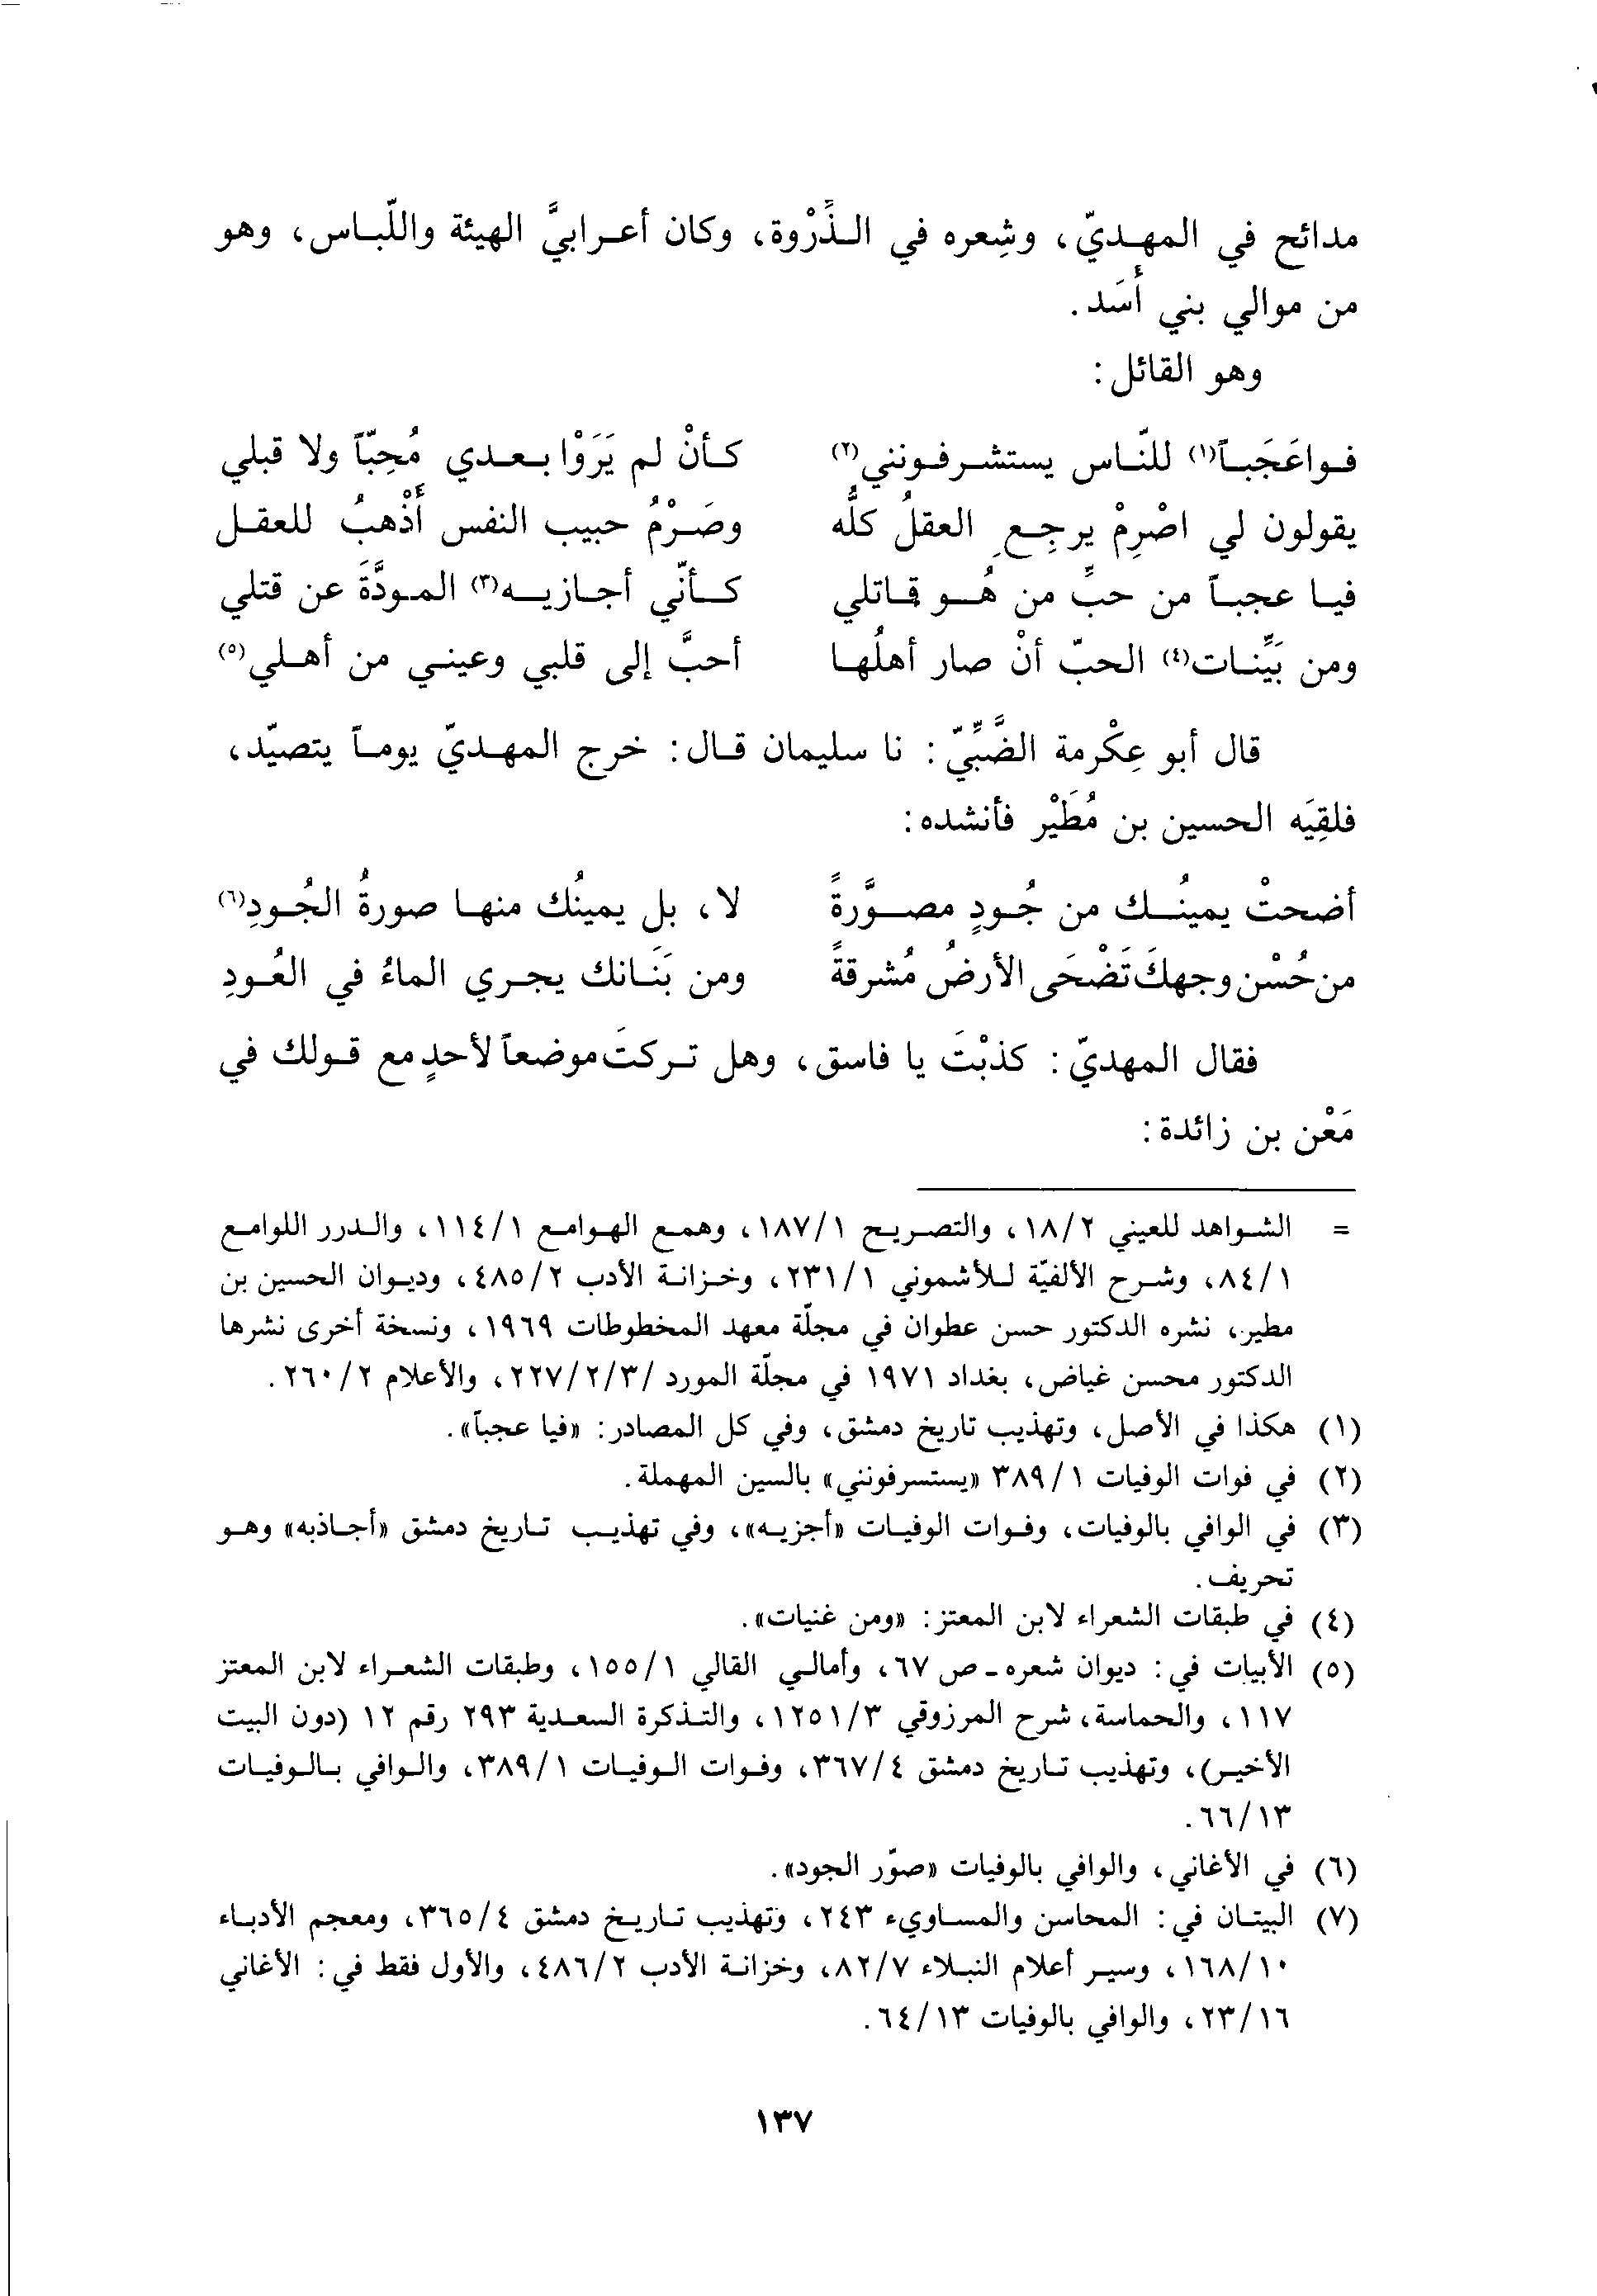 مدائح في المهديّ، وشِعره في الذِّرْوة، وكان أعرابيَّ الهيئة واللّباس، وهو
من موالي بني أَسَد.
وهو القائل:
فواعَجَباً(١) للنّاس يستشرفونني(٢) كأنْ لم يَرَوْا بعدي مُحِبّاً ولا قبلي
يقولون لي اصْرِمْ يرجِعِ العقلُ كلُّه وصَرْمُ حبيب النفس أَذْهبُ للعقل
فيا عجباً من حبِّ من هُو قاتلي كأنّي أجازيه(٣) المودَّةَ عن قتلي
ومن بَيِّنات(٤) الحبّ أنْ صار أهلُها أحبَّ إلى قلبي وعيني من أهلي(٥)
قال أبو عِكْرمة الضَّبِّيّ: نا سليمان قال: خرج المهديّ يوماً يتصيّد،
فلقِيَه الحسين بن مُطَيْر فأنشده:
أضحتْ يمينُك من جُودٍ مصوَّرةً لا، بل يمينُك منها صورةُ الجُودِ(٦)
من حُسْن وجهكَ تَضْحَى الأرضُ مُشرقةً ومن بَنَانك يجري الماءُ في العُودِ
فقال المهديّ: كذبْتَ يا فاسق، وهل تركتَ موضعاً لأحدٍ مع قولك في
مَعْن بن زائدة:
= الشواهد للعيني ١٨/٢، والتصريح ١٨٧/١، وهمع الهوامع ١١٤/١، والدرر اللوامع
٨٤/١، وشرح الألفيّة للأشموني ٢٣١/١، وخزانة الأدب ٤٨٥/٢، وديوان الحسين بن
مطير، نشره الدكتور حسن عطوان في مجلّة معهد المخطوطات ١٩٦٩، ونسخة أخرى نشرها
الدكتور محسن غياض، بغداد ١٩٧١ في مجلّة المورد /٢٢٧/٢/٣، والأعلام ٢٦٠/٢.
(١) هكذا في الأصل، وتهذيب تاريخ دمشق، وفي كل المصادر: «فيا عجباً».
(٢) في فوات الوفيات ٣٨٩/١ «يستسرفونني» بالسين المهملة.
(٣) في الوافي بالوفيات، وفوات الوفيات «أجزيه»، وفي تهذيب تاريخ دمشق «أجاذبه» وهو
تحريف.
(٤) في طبقات الشعراء لابن المعتز: «ومن غنيات».
(٥) الأبيات في: ديوان شعره ـ ص ٦٧، وأمالي القالي ١٥٥/١، وطبقات الشعراء لابن المعتز
١١٧، والحماسة، شرح المرزوقي ١٢٥١/٣، والتذكرة السعدية ٢٩٣ رقم ١٢ (دون البيت
الأخير)، وتهذيب تاريخ دمشق ٣٦٧/٤، وفوات الوفيات ٣٨٩/١، والوافي بالوفيات
٦٦/١٣.
(٦) في الأغاني، والوافي بالوفيات «صوّر الجود».
(٧) البيتان في: المحاسن والمساوىء ٢٤٣، وتهذيب تاريخ دمشق ٣٦٥/٤، ومعجم الأدباء
١٦٨/١٠، وسير أعلام النبلاء ٨٢/٧، وخزانة الأدب ٤٨٦/٢، والأول فقط في: الأغاني
٢٣/١٦، والوافي بالوفيات ٦٤/١٣.
١٣٧